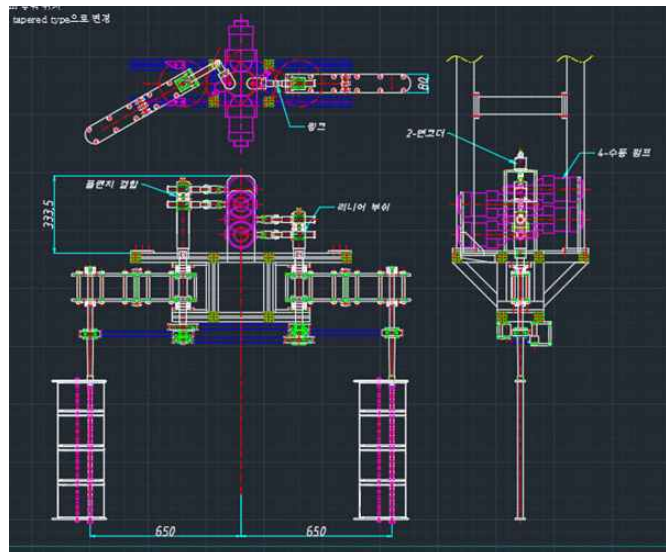 tapered type으로 변경
80
링크
2-엔코더
4-수동 펌프
플랜지 결합
리니어 부쉬
333.5
650
650